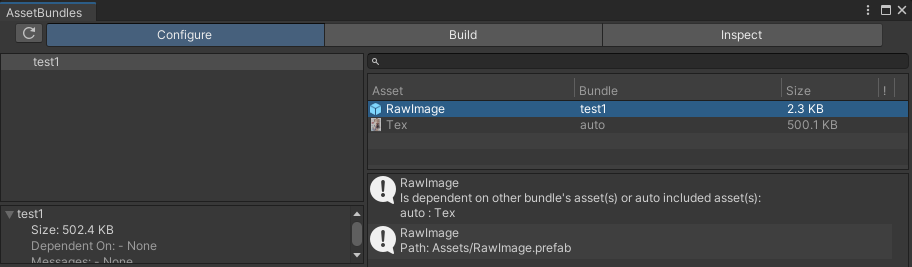 AssetBundles
Configure
Build
Inspect
test1
Asset
Bundle
Size
!
RawImage
test1
2.3 KB
Tex
auto
500.1 KB
RawImage
Is dependent on other bundle's asset(s) or auto included asset(s):
auto : Tex
RawImage
Path: Assets/RawImage.prefab
test1
Size: 502.4 KB
Dependent On: - None
Messages: - None